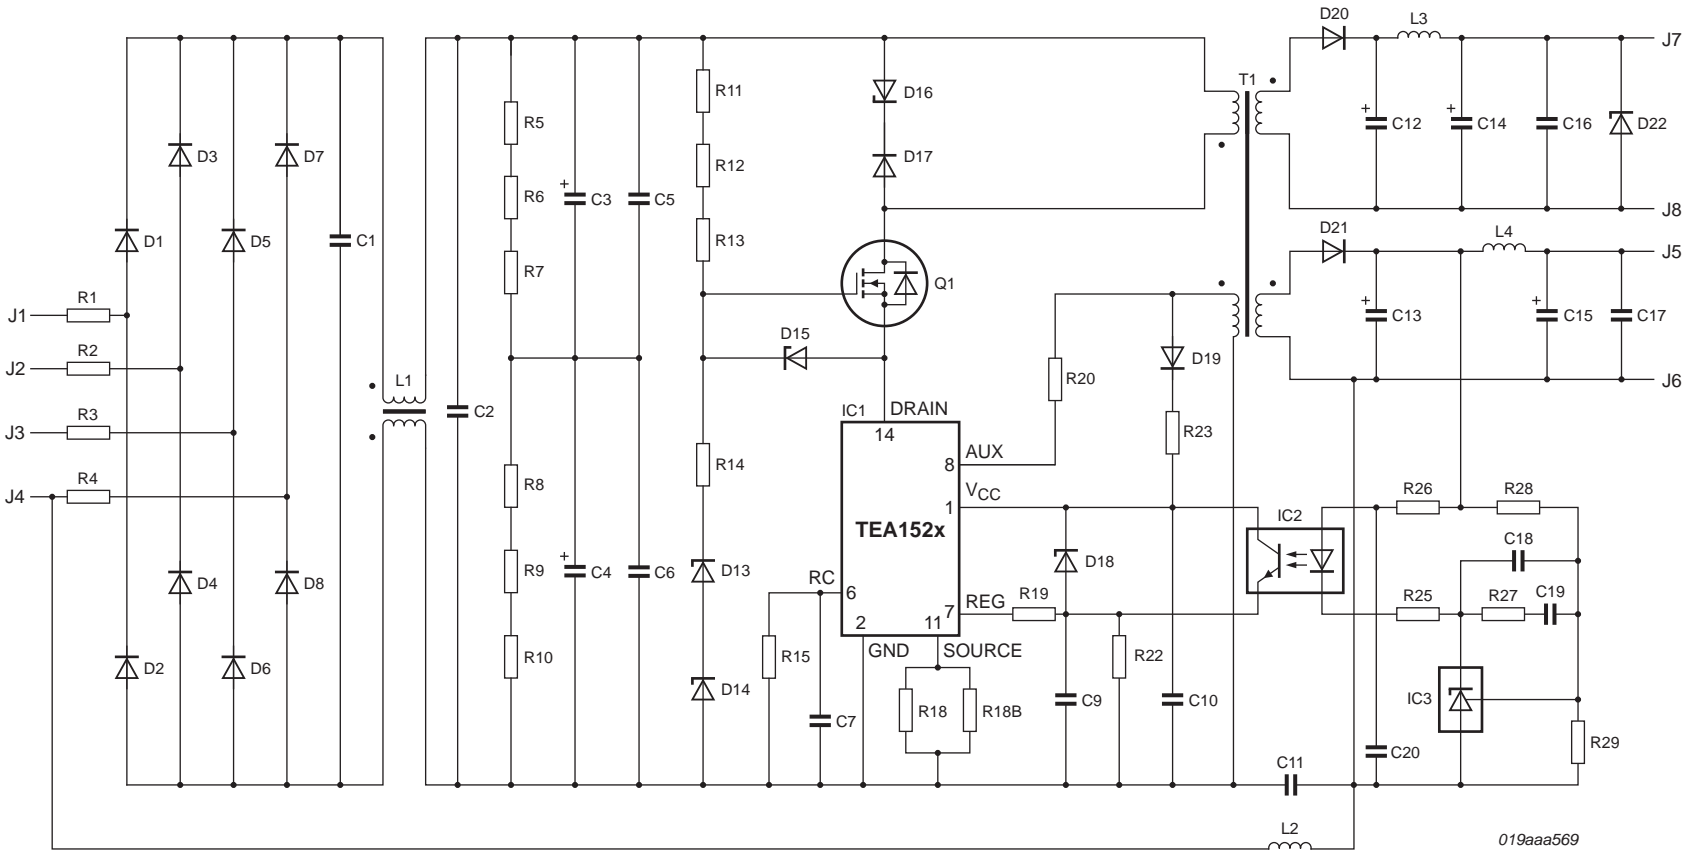 D20
L3
J7
T1
R11
D16
R5
C12
C14
C16
D22
D3
D7
R12
D17
R6
C3
C5
J8
D21
L4
D1
D5
C1
R13
J5
R7
Q1
R1
J1
C13
C15
C17
D15
D19
R2
J2
R20
J6
L1
C2
IC1
DRAIN
R3
J3
14
R23
AUX
R14
8
R4
J4
R8
VCC
R26
R28
1
IC2
TEA152x
C18
D18
D4
D8
R9
C4
C6
D13
RC
6
R19
R25
R27
C19
REG
7
2
11
GND
SOURCE
R10
R15
R22
D2
D6
D14
IC3
R18
R18B
C9
C10
C7
R29
C20
C11
L2
019aaa569